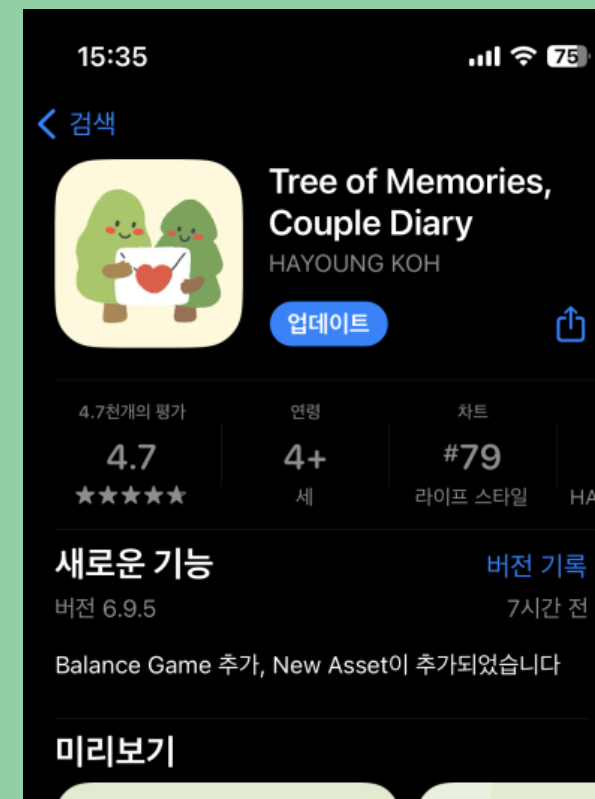 15:35
75
검색
Tree of Memories,
Couple Diary
HAYOUNG KOH
업데이트
4.7천개의 평가
연령
차트
4.7
4+
#79
세
라이프 스타일
HA
새로운 기능
버전 기록
버전 6.9.5
7시간 전
Balance Game 추가, New Asset이 추가되었습니다
미리보기